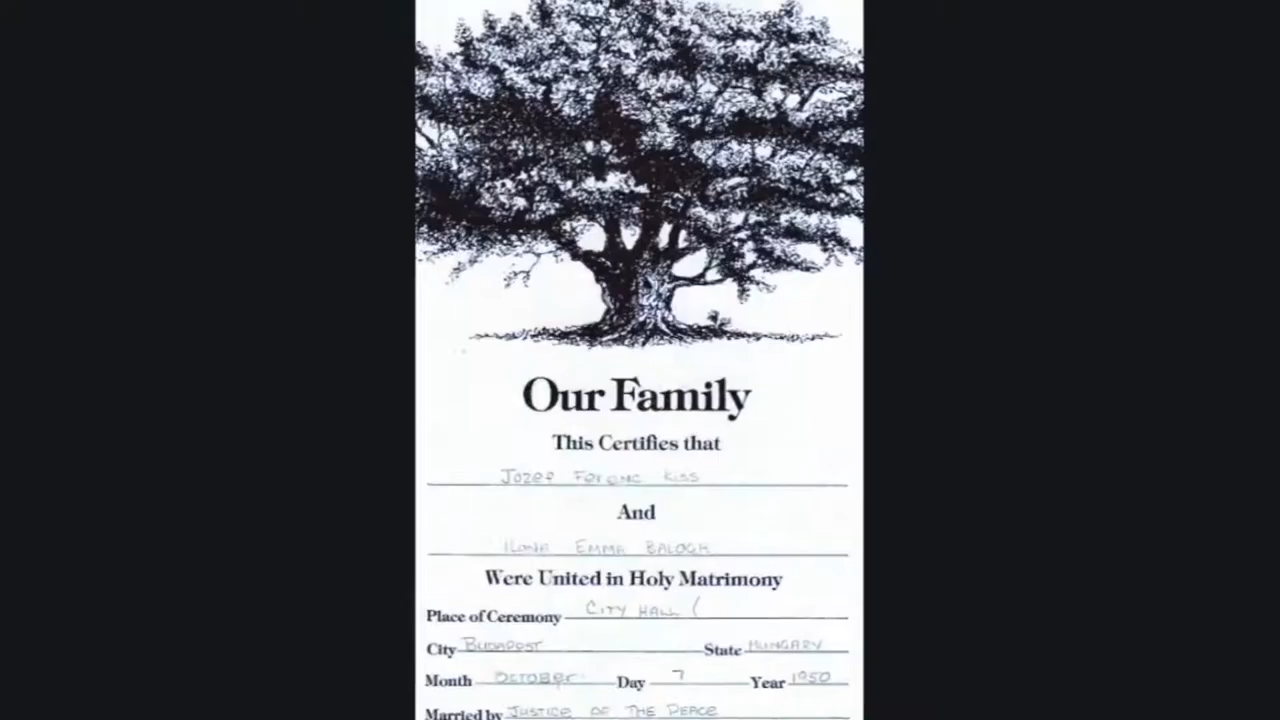 Our Family
This Certifies that
Jozef Ferenc Kiss
And
Ilona Emma Balogh
Were United in Holy Matrimony
Place of Ceremony City Hall (
City Budapest State Hungary
Month October Day 7 Year 1950
Married by Justice of The Peace